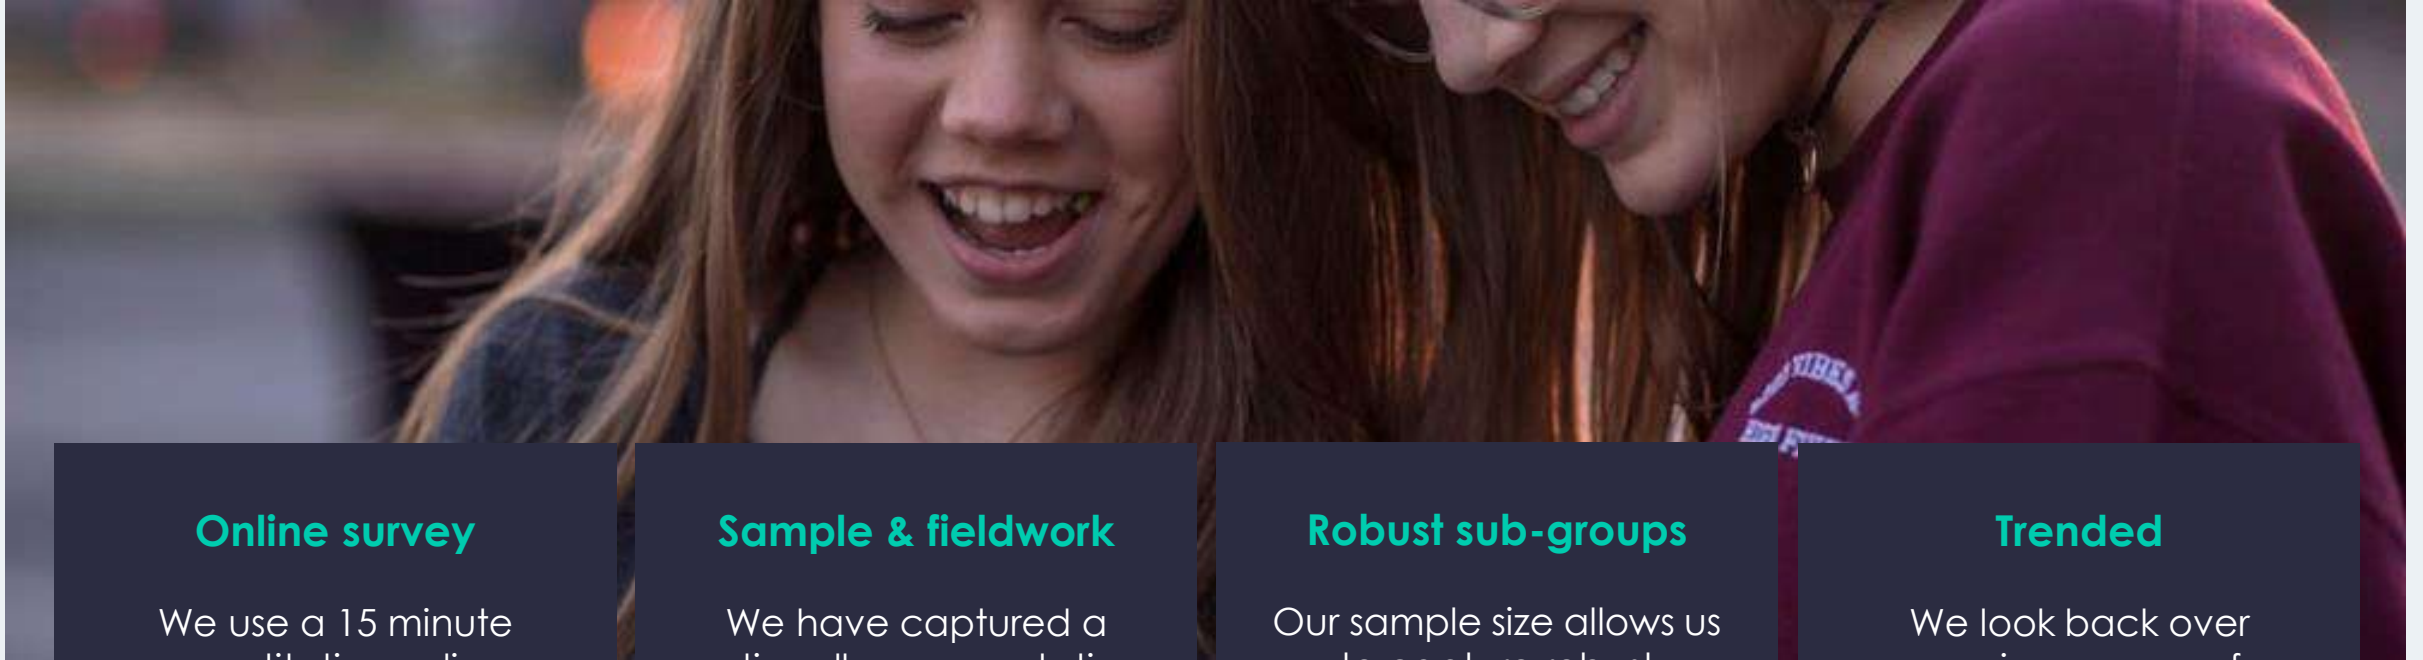 VIBES
Online survey
We use a 15 minute
Sample & fieldwork
We have captured a
Robust sub-groups
Our sample size allows us
Trended
We look back over